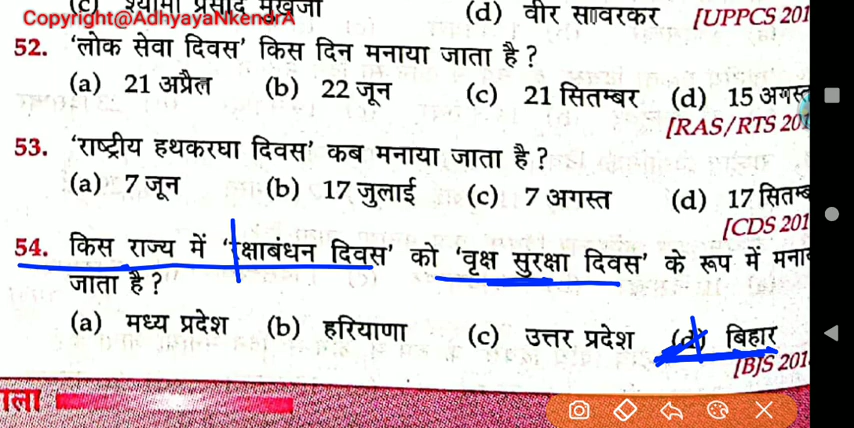 (c) श्यामा प्रसाद मुखर्जी (d) वीर सावरकर [UPPCS 201
Copyright@AdhyayaNkendrA
52. ‘लोक सेवा दिवस’ किस दिन मनाया जाता है ?
(a) 21 अप्रैल (b) 22 जून (c) 21 सितम्बर (d) 15 अगस्त
[RAS/RTS 201
53. ‘राष्ट्रीय हथकरघा दिवस’ कब मनाया जाता है ?
(a) 7 जून (b) 17 जुलाई (c) 7 अगस्त (d) 17 सितम्ब
[CDS 201
54. किस राज्य में ‘रक्षाबंधन दिवस’ को ‘वृक्ष सुरक्षा दिवस’ के रूप में मना
जाता है ?
(a) मध्य प्रदेश (b) हरियाणा (c) उत्तर प्रदेश (d) बिहार
[BJS 201
ला